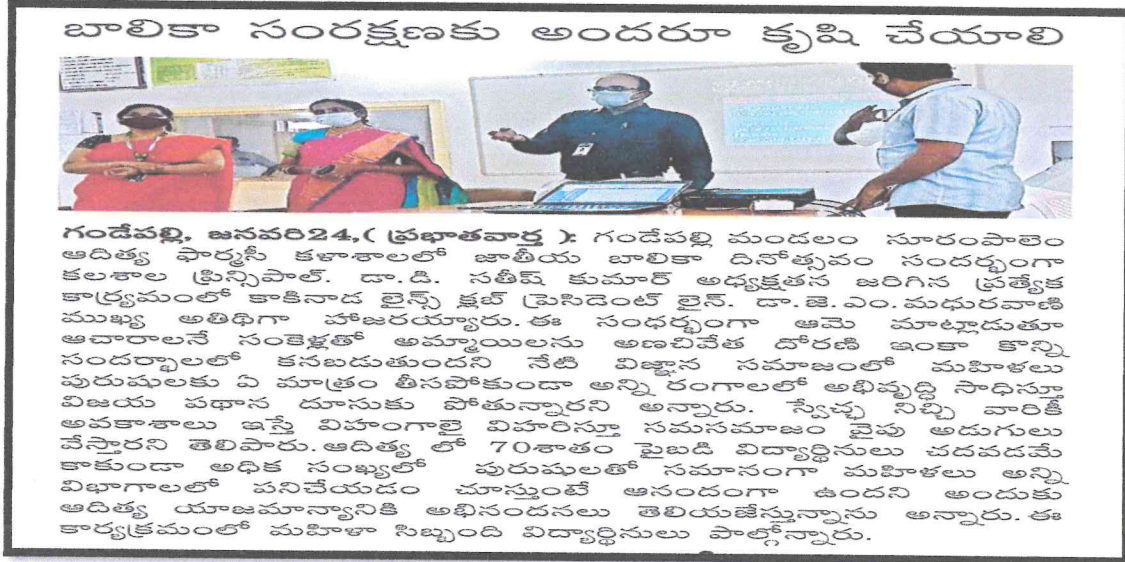 బాలికా సంరక్షణకు అందరూ కృషి చేయాలి
గండేపల్లి, జనవరి24,( ప్రభాతవార్త ): గండేపల్లి మండలం సూరంపాలెం
ఆదిత్య ఫార్మసీ కళాశాలలో జాతీయ బాలికా దినోత్సవం సందర్భంగా
కలశాల ప్రిన్సిపాల్. డా.డి. సతీష్ కుమార్ అధ్యక్షతన జరిగిన ప్రత్యేక
కార్యమంలో కాకినాడ లైన్స్ క్లబ్ ప్రెసిడెంట్ లైన్. డా.జె.ఎం.మధురవాణి
ముఖ్య అతిథిగా హాజరయ్యారు.ఈ సంధర్భంగా ఆమె మాట్లాడుతూ
ఆచారాలనే సంకెళ్లతో అమ్మాయిలను అణచివేత దోరణి ఇంకా కొన్ని
సందర్భాలలో కనబడుతుందని నేటి విజ్ఞాన సమాజంలో మహిళలు
పురుషులకు ఏ మాత్రం తీసపోకుండా అన్ని రంగాలలో అభివృద్ధి సాధిస్తూ
విజయ పథాన దూసుకు పోతున్నారని అన్నారు. స్వేచ్ఛ నిచ్చి వారికీ
అవకాశాలు ఇస్తే విహంగాలై విహరిస్తూ సమసమాజం వైపు అడుగులు
వేస్తారని తెలిపారు.ఆదిత్య లో 70శాతం పైబడి విద్యార్థినులు చదవడమే
కాకుండా అధిక సంఖ్యలో పురుషులతో సమానంగా మహిళలు అన్ని
విభాగాలలో పనిచేయడం చూస్తుంటే ఆనందంగా ఉందని అందుకు
ఆదిత్య యాజమాన్యానికి అభినందనలు తెలియజేస్తున్నాను అన్నారు.ఈ
కార్యక్రమంలో మహిళా సిబ్బంది విద్యార్థినులు పాల్గోన్నారు.